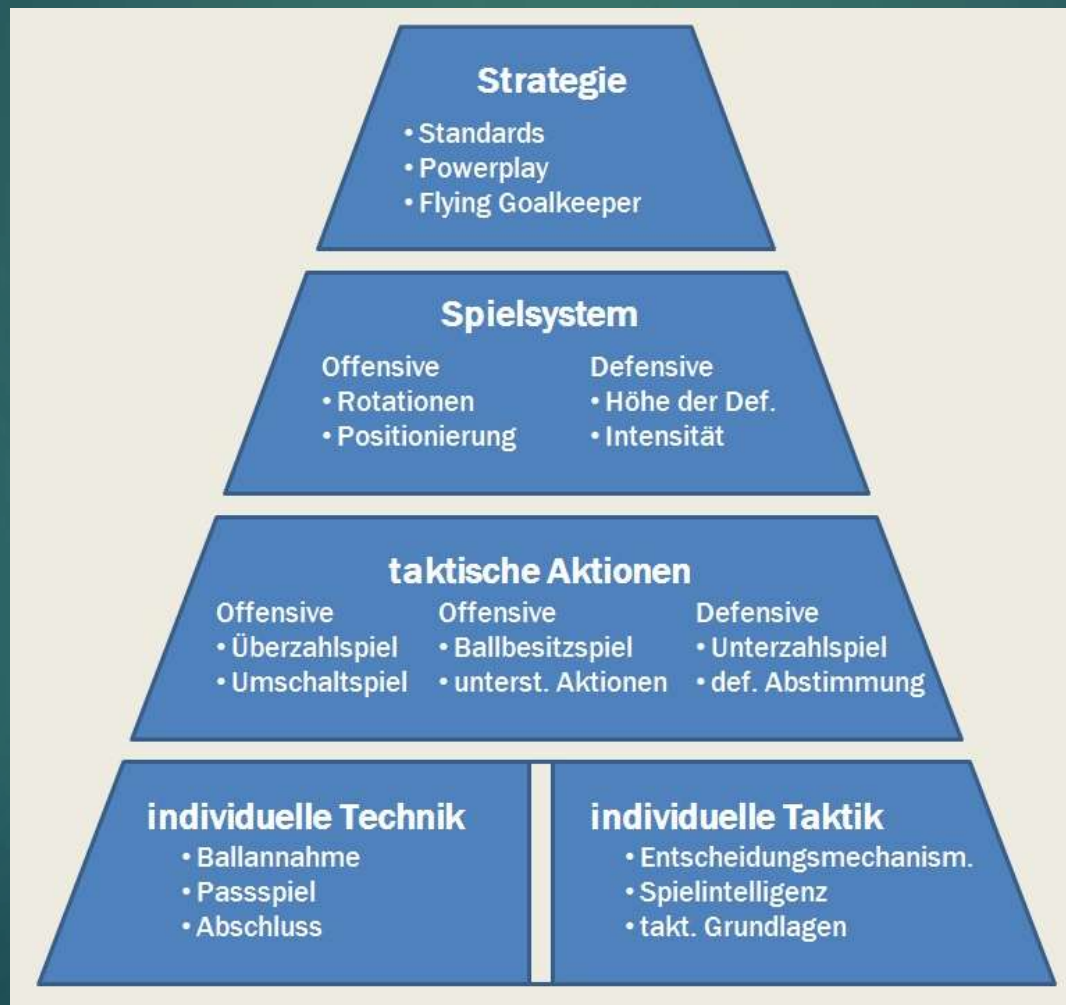 Strategie
• Standards
• Powerplay
• Flying Goalkeeper
Spielsystem
Offensive
• Rotationen
• Positionierung
Defensive
• Höhe der Def.
• Intensität
taktische Aktionen
Offensive
• Überzahlspiel
• Umschaltspiel
Offensive
• Ballbesitzspiel
• unterst. Aktionen
Defensive
• Unterzahlspiel
• def. Abstimmung
individuelle Technik
• Ballannahme
• Passspiel
• Abschluss
individuelle Taktik
• Entscheidungsmechanism.
• Spielintelligenz
• takt. Grundlagen